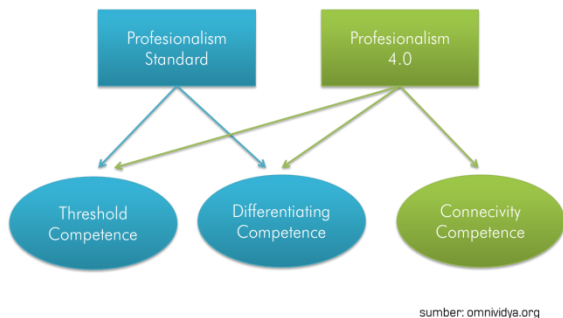 Profesionalism
Standard
Profesionalism
4.0
Threshold
Competence
Differentiating
Competence
Connecivity
Competence
sumber: omnividya.org